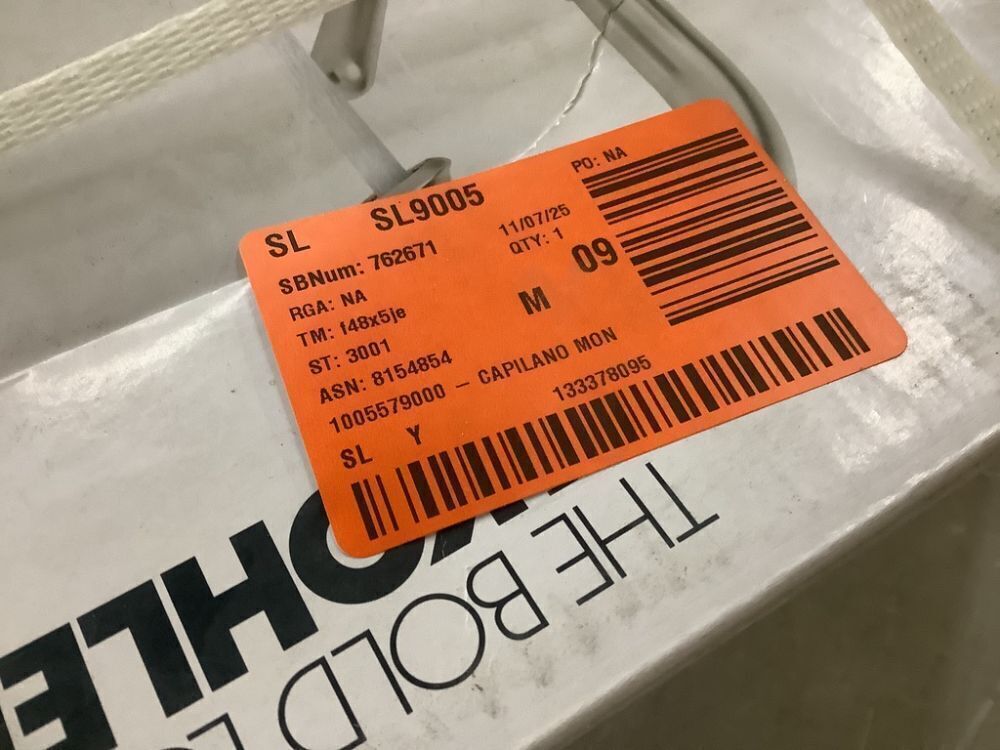 SL SL9005
PO: NA
SBNum: 762671
11/07/25
RGA: NA
QTY: 1
09
TM: f48x5je
M
ST: 3001
ASN: 8154854
1005579000 - CAPILANO MON
133378095
SL Y
THE BOLD
OHLE